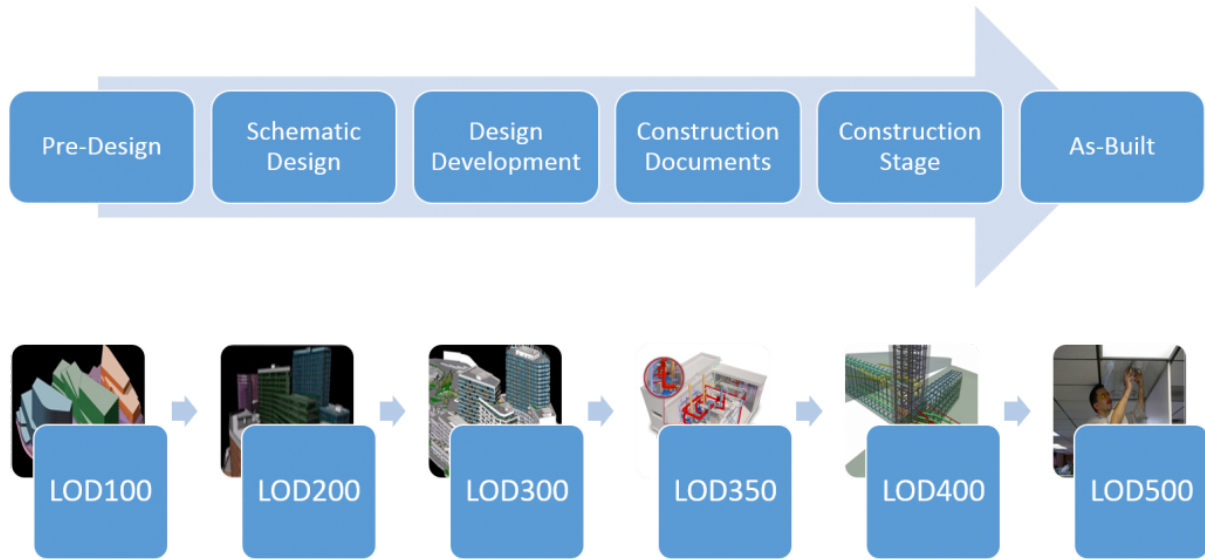 Pre-Design
Schematic
Design
Design
Development
Construction
Documents
Construction
Stage
As-Built
LOD100
LOD200
LOD300
LOD350
LOD400
LOD500